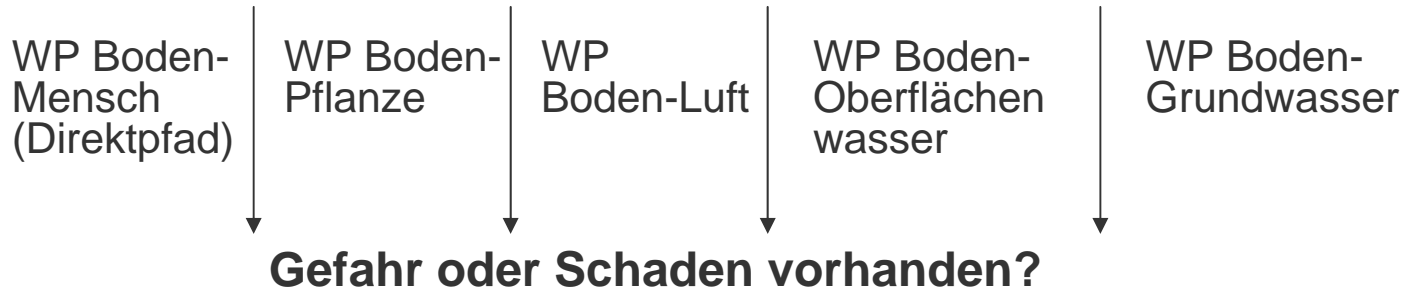 WP Boden-
Mensch
(Direktpfad)
WP Boden-
Pflanze
WP
Boden-Luft
WP Boden-
Oberflächen
wasser
WP Boden-
Grundwasser
Gefahr oder Schaden vorhanden?